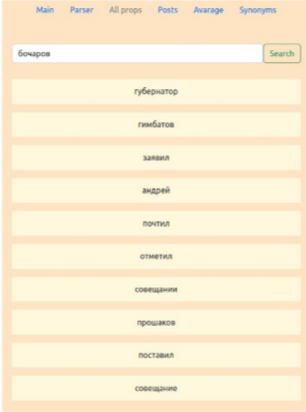 Main Parser All props Posts Avarage Synonyms
бочаров Search
губернатор
гимбатов
заявил
андрей
почтил
отметил
совещании
прошаков
поставил
совещание